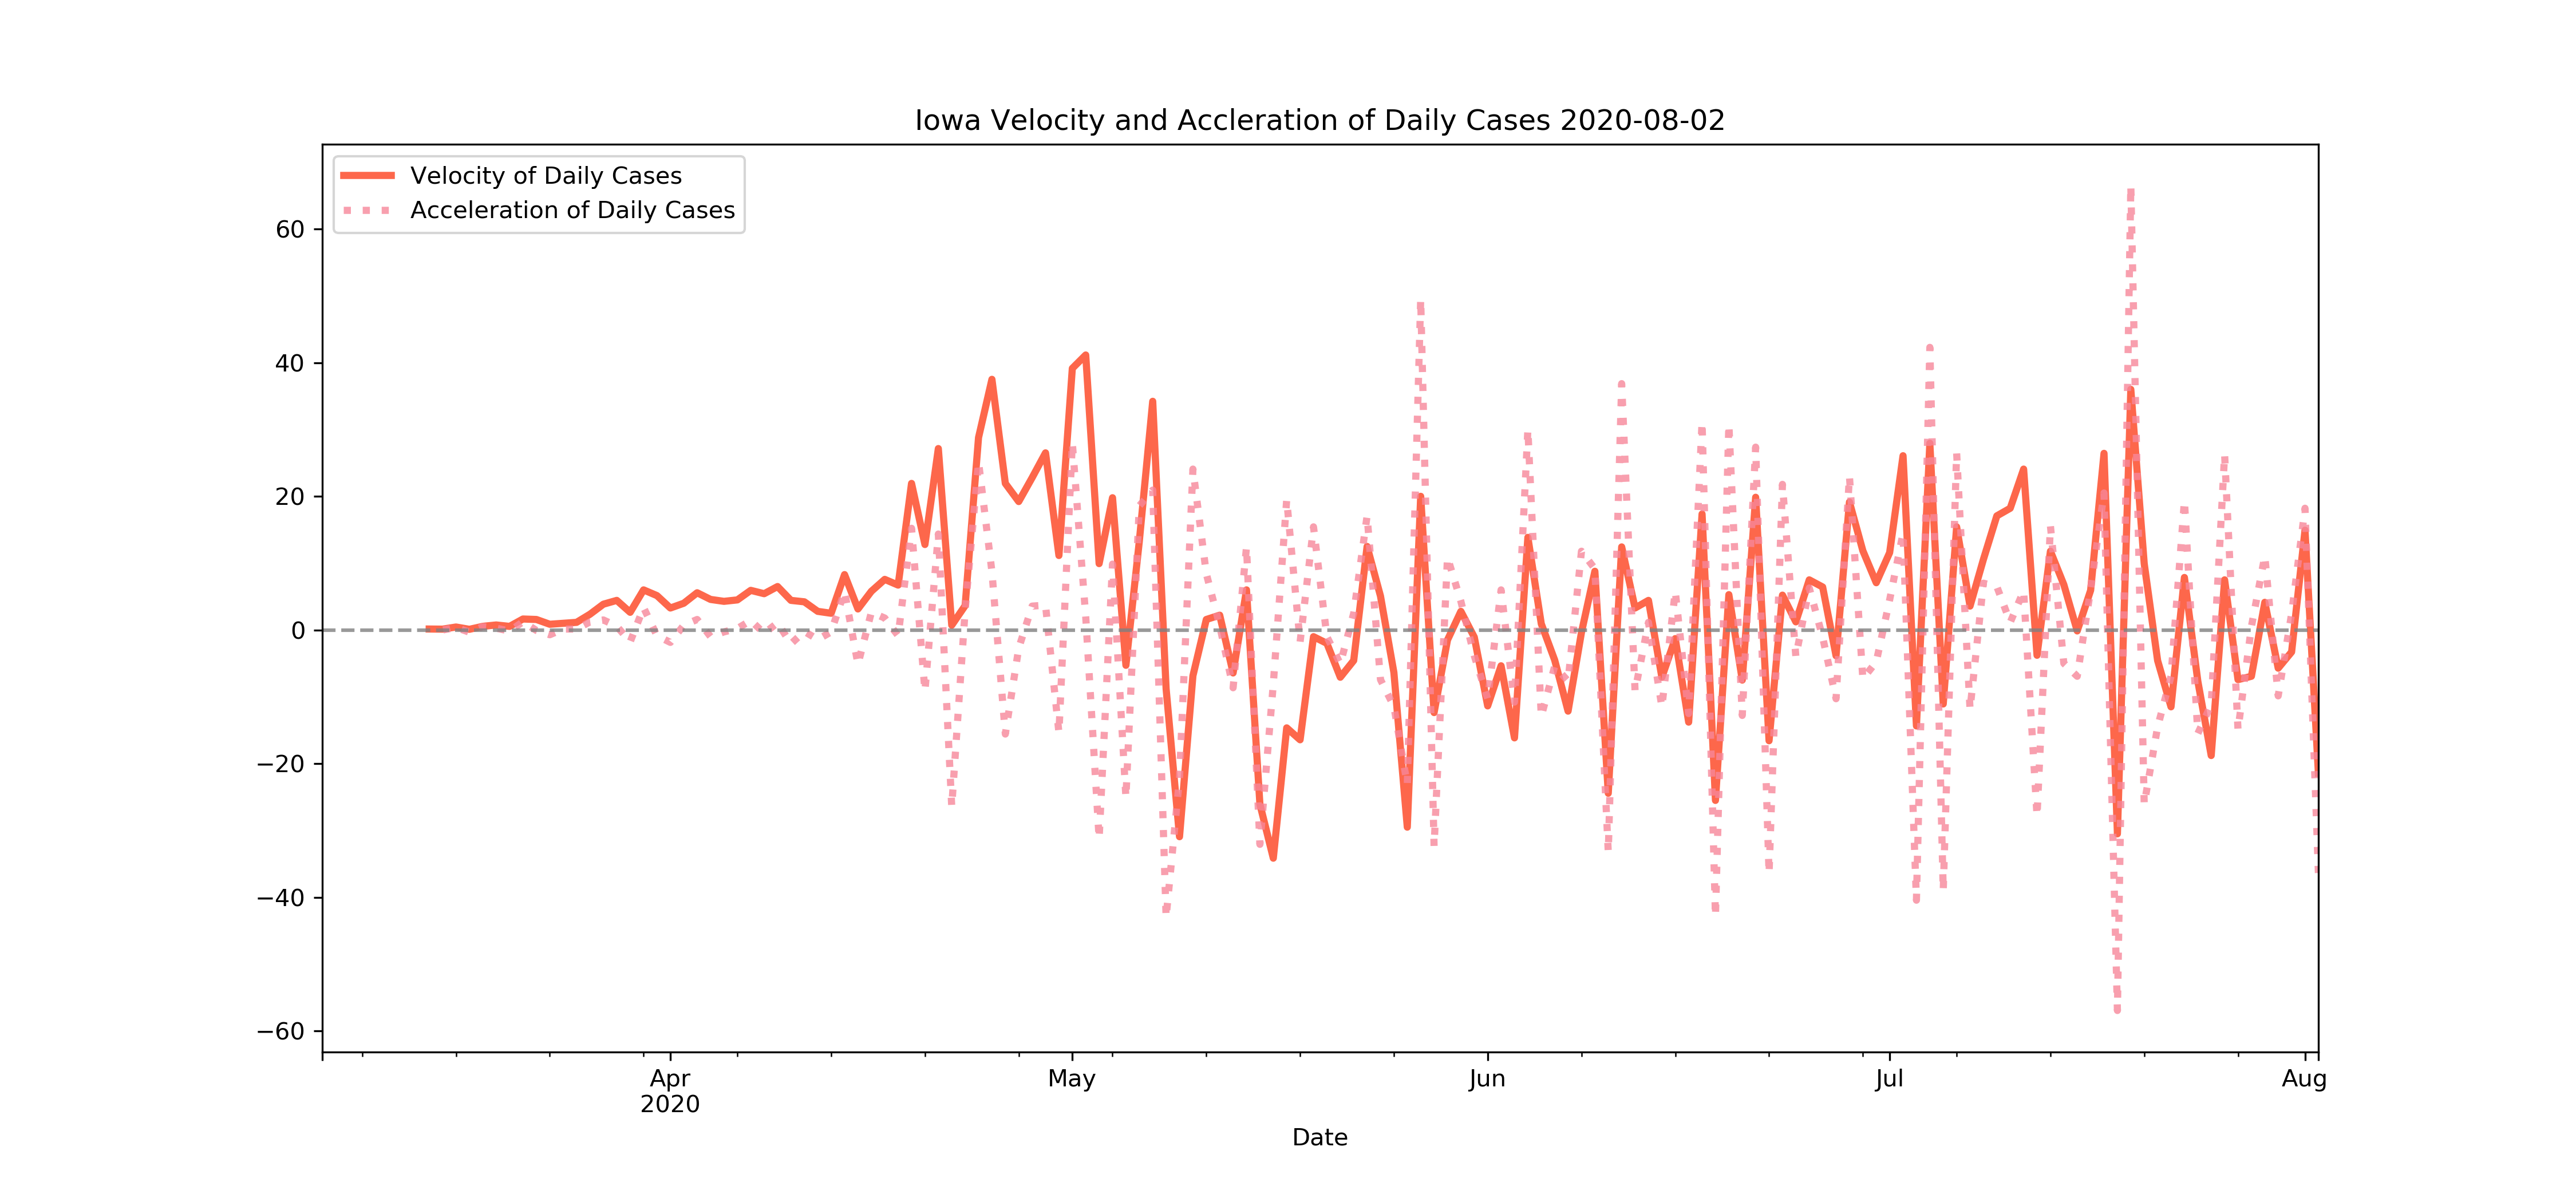 Iowa Velocity and Accleration of Daily Cases 2020-08-02
Velocity of Daily Cases
Acceleration of Daily Cases
60
40
20
0
−20
−40
−60
Apr
2020
May
Jun
Jul
Aug
Date